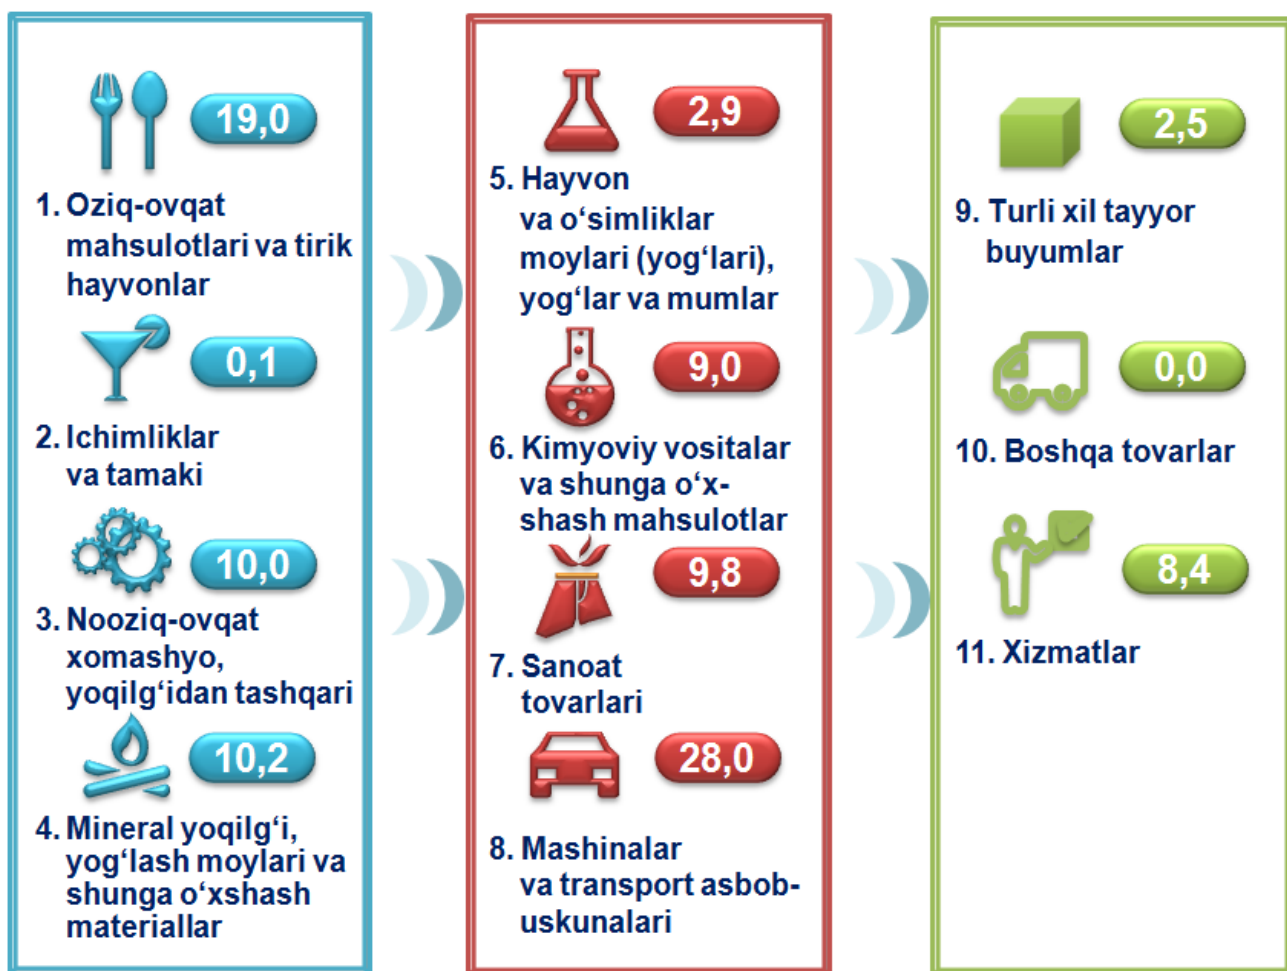 19,0
1. Oziq-ovqat
mahsulotlari va tirik
hayvonlar
0,1
2. Ichimliklar
va tamaki
10,0
3. Nooziq-ovqat
xomashyo,
yoqilg‘idan tashqari
10,2
4. Mineral yoqilg‘i,
yog‘lash moylari va
shunga o‘xshash
materiallar
2,9
5. Hayvon
va o‘simliklar
moylari (yog‘lari),
yog‘lar va mumlar
9,0
6. Kimyoviy vositalar
va shunga o‘x-
shash mahsulotlar
9,8
7. Sanoat
tovarlari
28,0
8. Mashinalar
va transport asbob-
uskunalari
2,5
9. Turli xil tayyor
buyumlar
0,0
10. Boshqa tovarlar
8,4
11. Xizmatlar